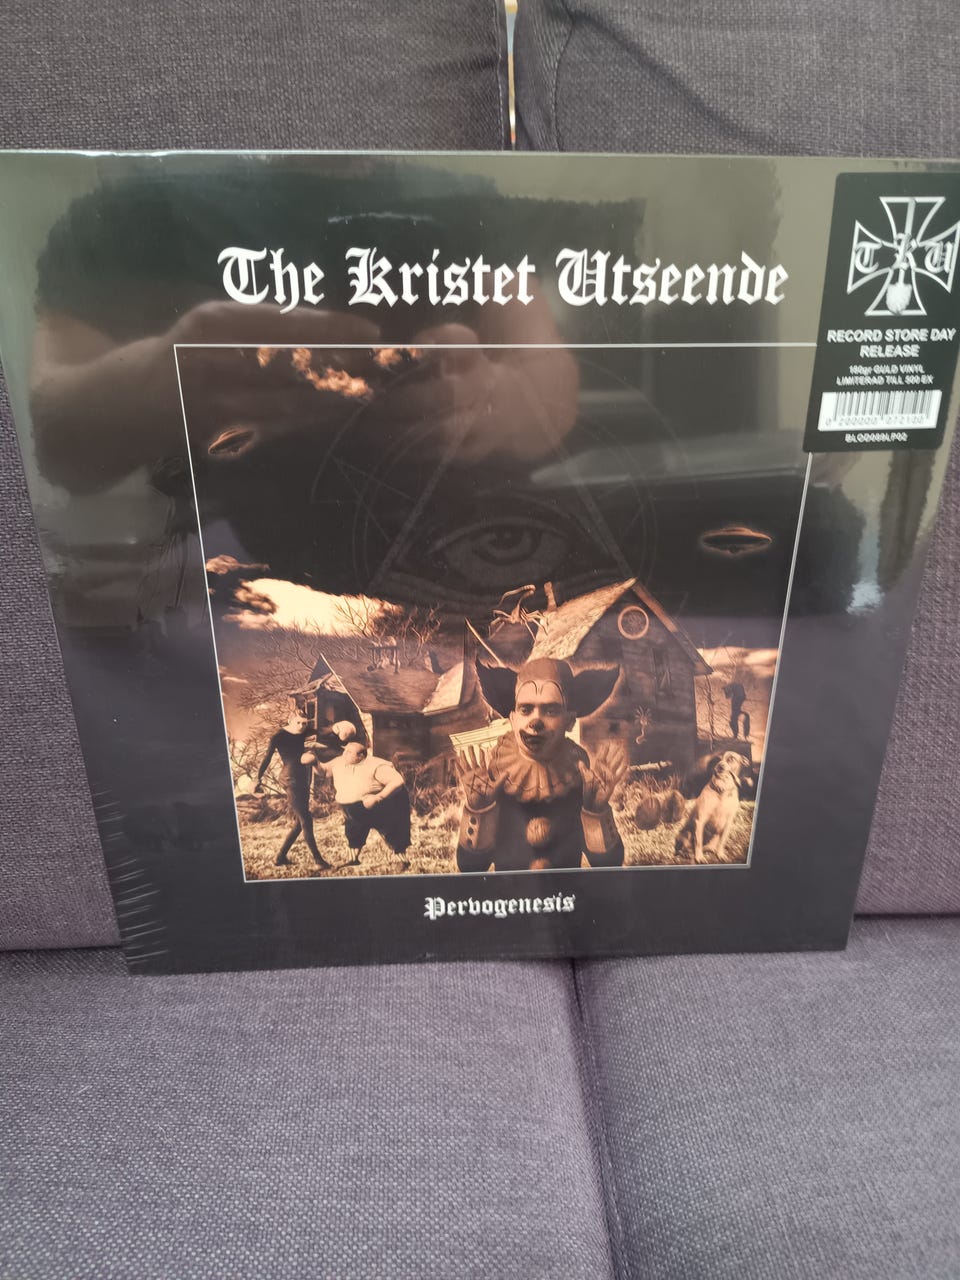 The Kristet Utseende
TKU
RECORD STORE DAY
RELEASE
180gr GULD VINYL
LIMITERAD TILL 500 EX
Pervogenesis